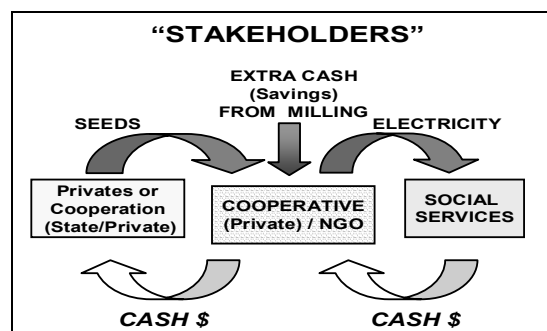 “STAKEHOLDERS”
EXTRA CASH
(Savings)
FROM MILLING
SEEDS
ELECTRICITY
Privates or
Cooperation
(State/Private)
COOPERATIVE
(Private) / NGO
SOCIAL
SERVICES
CASH $
CASH $